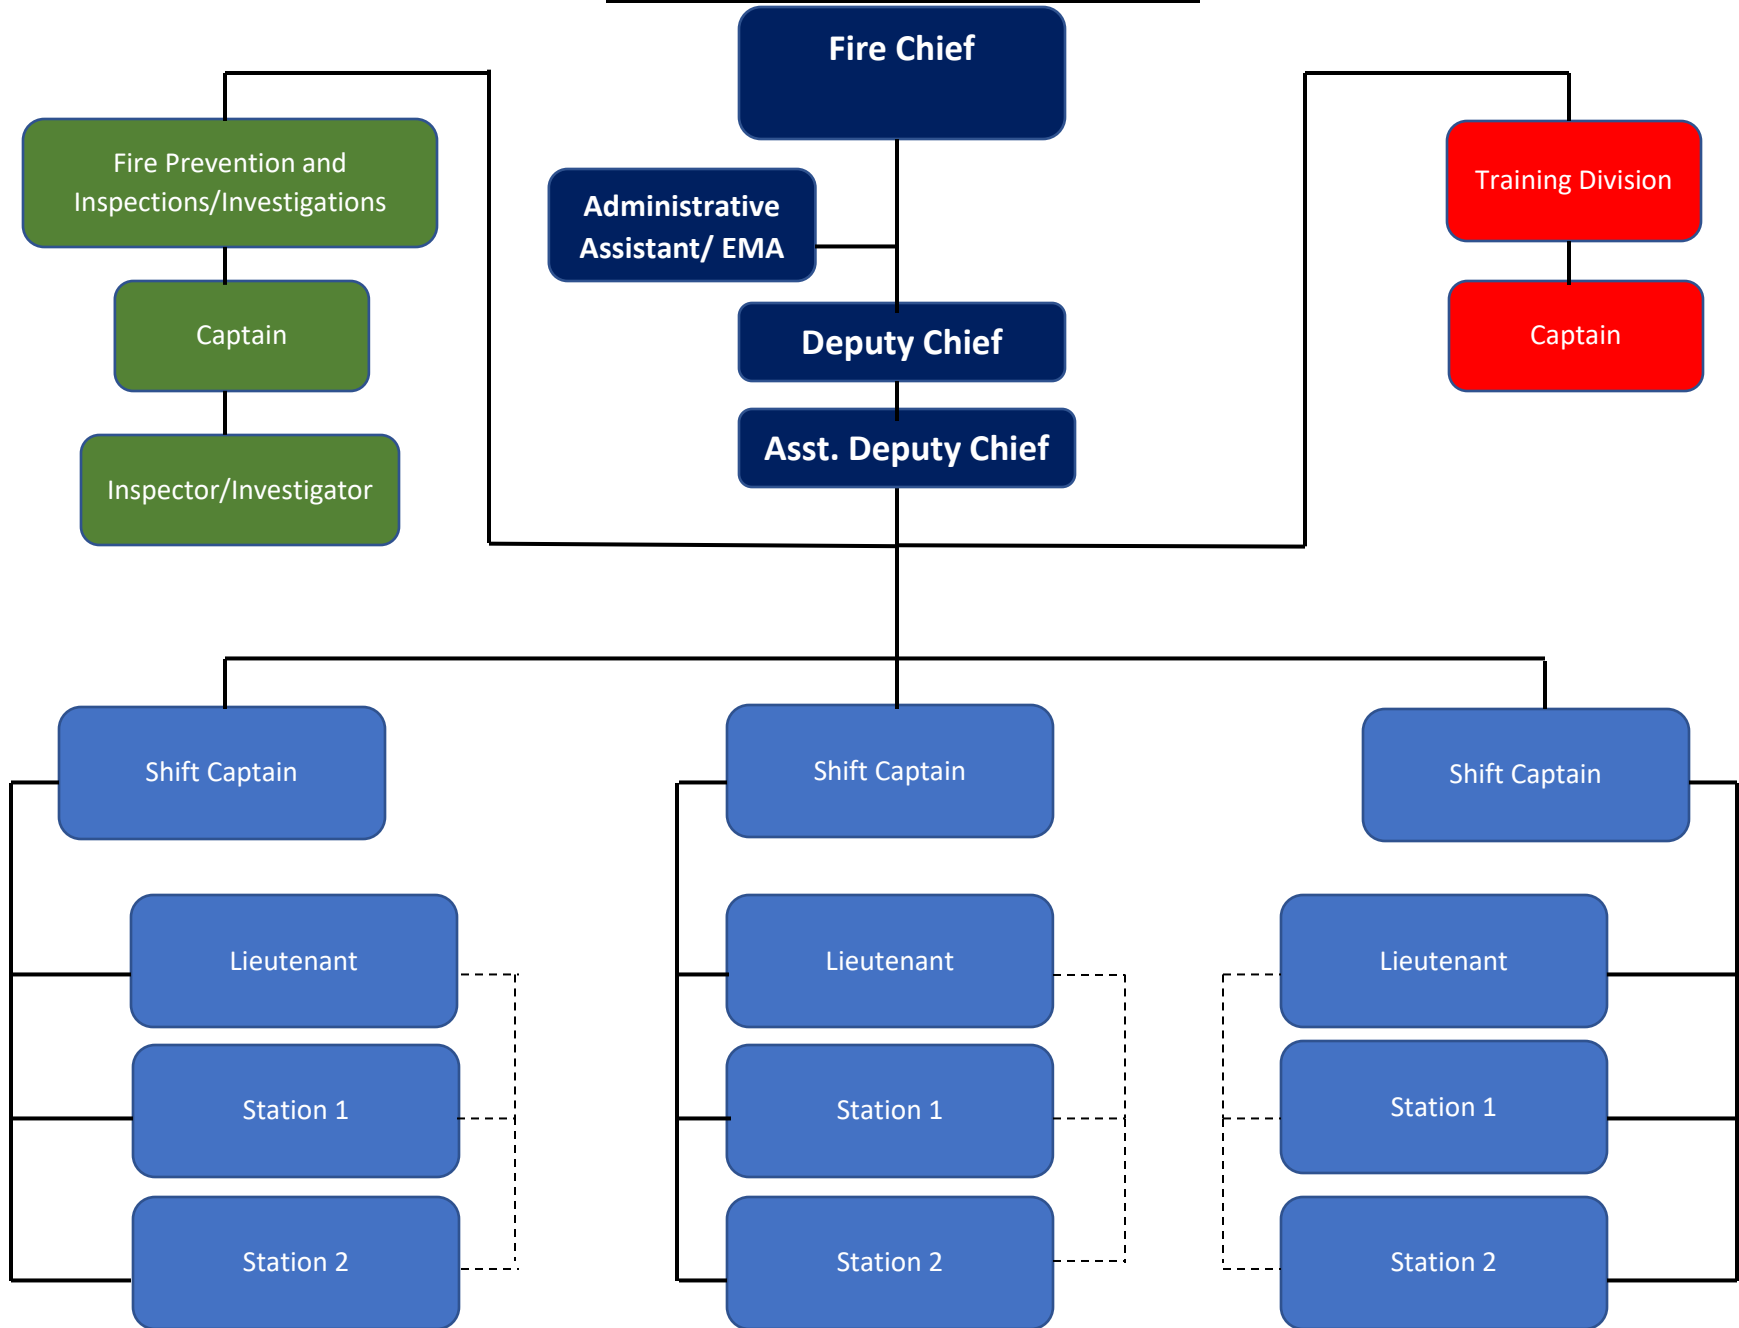 Fire Chief
Fire Prevention and
Inspections/Investigations
Administrative
Assistant/ EMA
Training Division
Captain
Deputy Chief
Captain
Asst. Deputy Chief
Inspector/Investigator
Shift Captain
Shift Captain
Shift Captain
Lieutenant
Lieutenant
Lieutenant
Station 1
Station 1
Station 1
Station 2
Station 2
Station 2